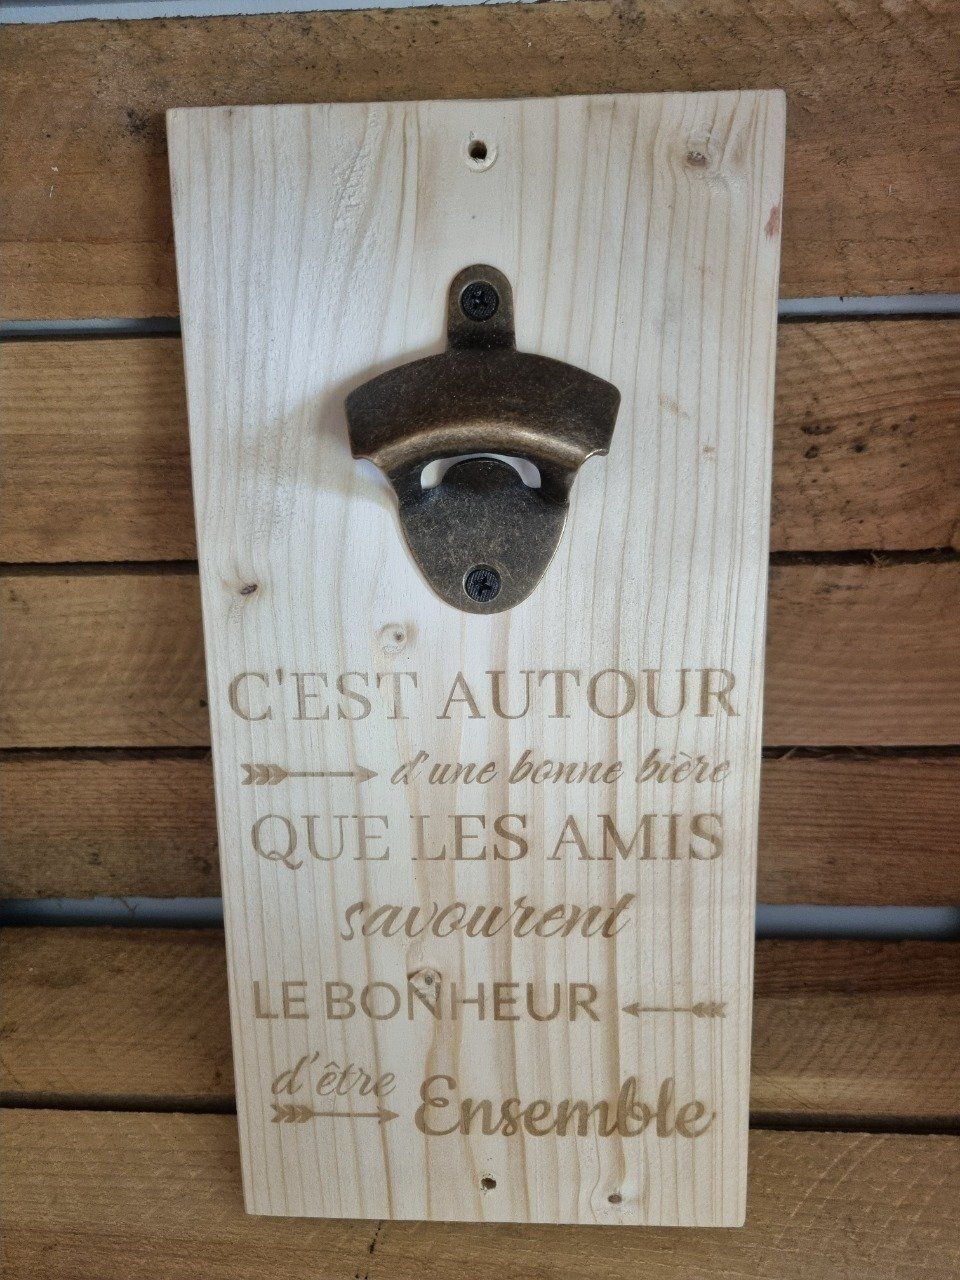 C'EST AUTOUR
d'une bonne bière
QUE LES AMIS
savourent
LE BONHEUR
d'être Ensemble